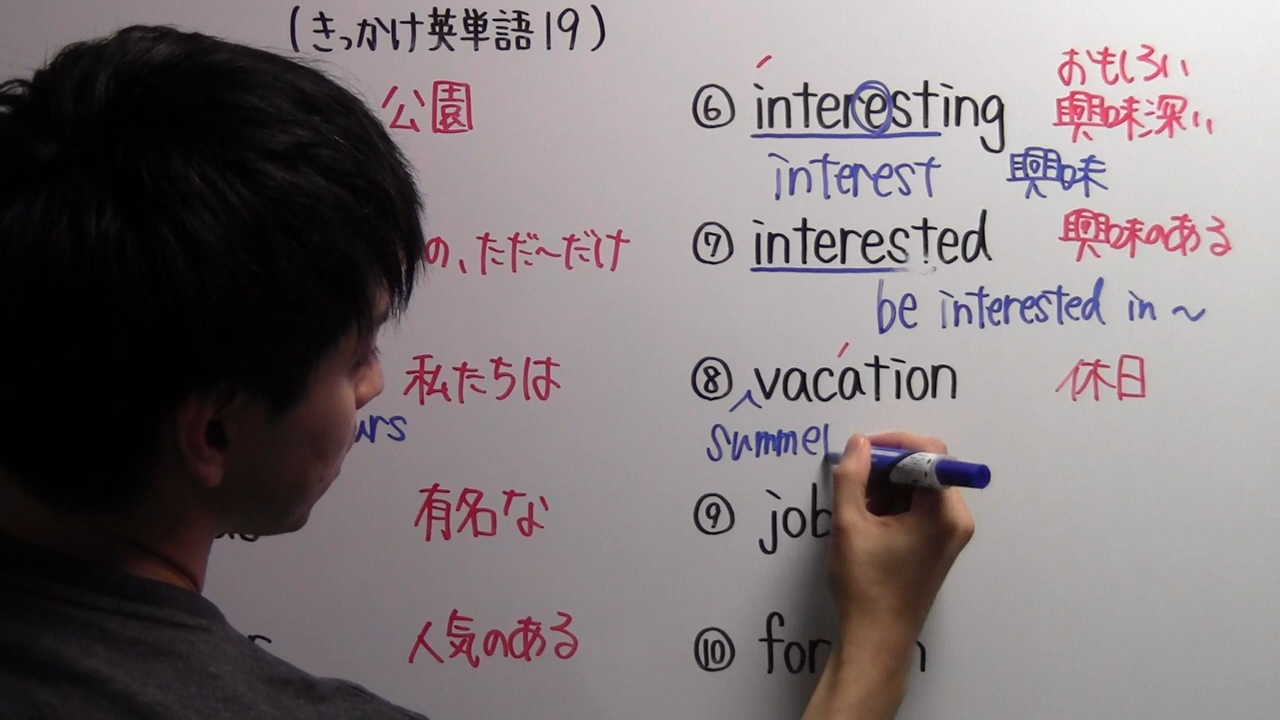 (きっかけ英単語19)
公園
の、ただ〜だけ
私たちは
有名な
人気のある
⑥ interesting おもしろい
興味深い
interest 興味
⑦ interested 興味のある
be interested in 〜
⑧ vacation 休日
summer
⑨ job
⑩